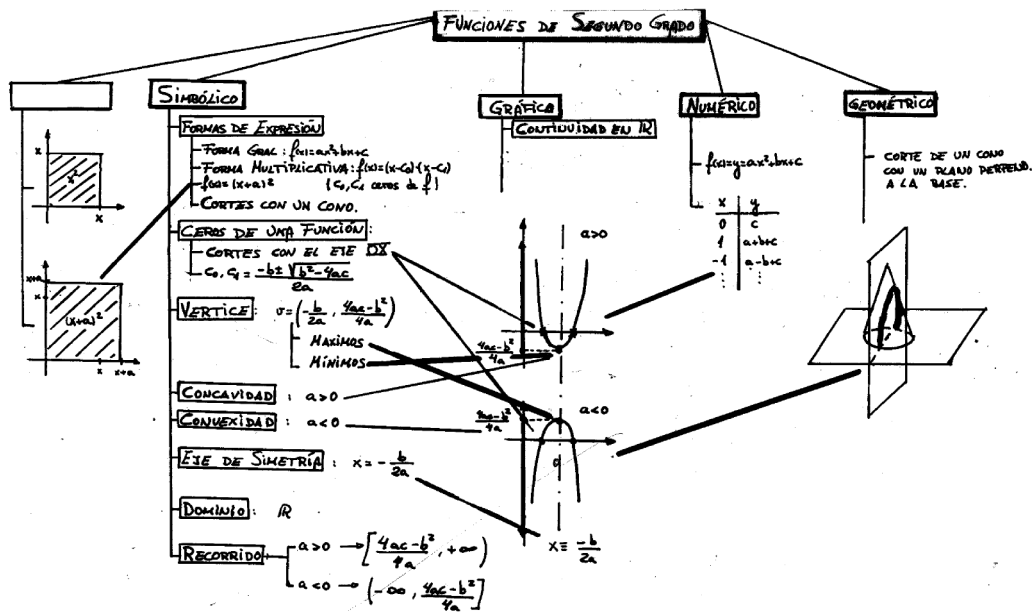 FUNCIONES DE SEGUNDO GRADO
SIMBÓLICO
GRÁFICA
NUMÉRICO
GEOMÉTRICO
x
x²
x
x+a
x
(x+a)²
x
x+a
FORMAS DE EXPRESIÓN
FORMA GRAL: f(x)=ax²+bx+c
FORMA MULTIPLICATIVA: f(x)=(x-C₀)·(x-C₁)
f(x)=(x+a)² {C₀, C₁ ceros de f}
CORTES CON UN CONO.
CEROS DE UNA FUNCIÓN:
CORTES CON EL EJE OX
C₀, C₁ = (-b ± √(b²-4ac))/2a
VERTICE: v=(-b/2a, (4ac-b²)/4a)
MAXIMOS
MÍNIMOS
CONCAVIDAD: a>0
CONVEXIDAD: a<0
EJE DE SIMETRÍA: x = -b/2a
DOMINIO: ℝ
RECORRIDO
a>0 → [(4ac-b²)/4a, +∞)
a<0 → (-∞, (4ac-b²)/4a]
CONTINUIDAD EN ℝ
a>0
(4ac-b²)/4a
a<0
(4ac-b²)/4a
x ≡ -b/2a
f(x)=y=ax²+bx+c
x y
0 c
1 a+b+c
-1 a-b+c
⋮ ⋮
CORTE DE UN CONO
CON UN PLANO PERPEND.
A LA BASE.